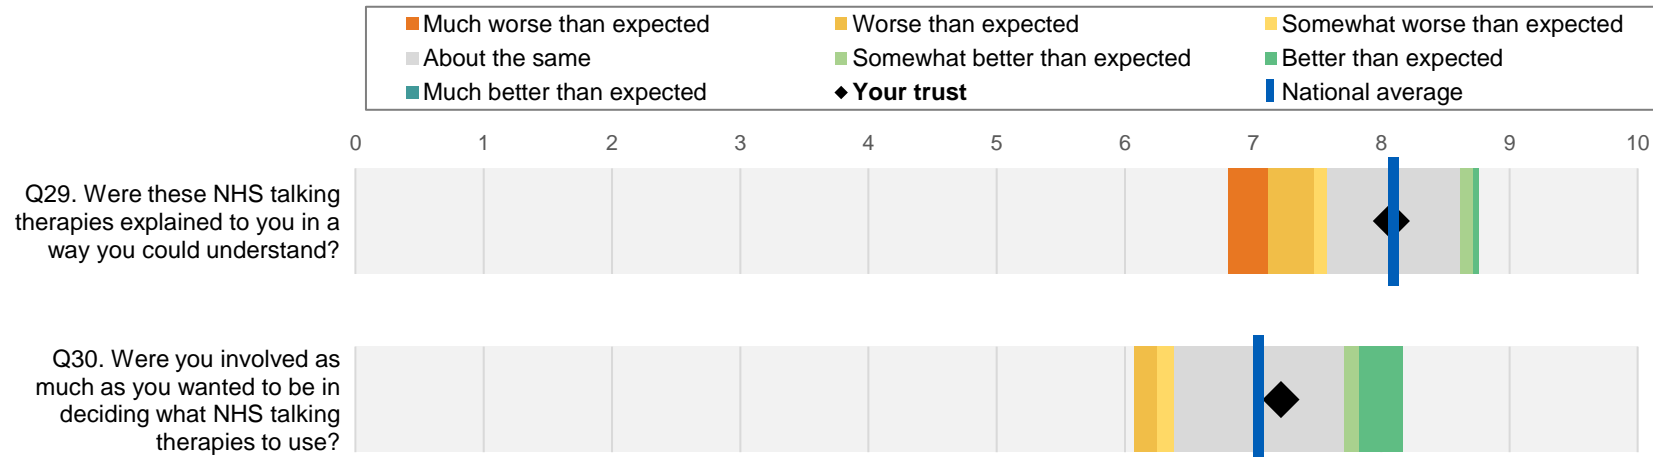 Much worse than expected Worse than expected Somewhat worse than expected
About the same Somewhat better than expected Better than expected
Much better than expected Your trust National average
0 1 2 3 4 5 6 7 8 9 10
Q29. Were these NHS talking
therapies explained to you in a
way you could understand?
Q30. Were you involved as
much as you wanted to be in
deciding what NHS talking
therapies to use?